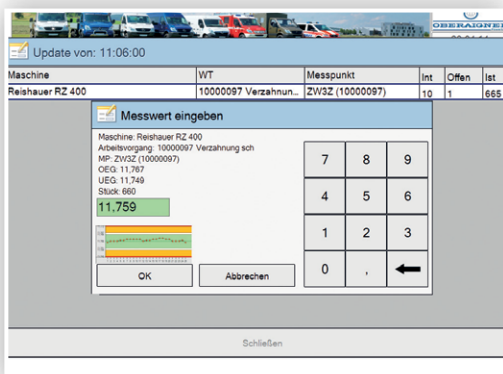 OBERAIGNER
Update von: 11:06:00
Maschine WT Messpunkt Int Offen Ist
Reishauer RZ 400 10000097 Verzahnun... ZW3Z (10000097) 10 1 665
Messwert eingeben
Maschine: Reishauer RZ 400
Arbeitsvorgang: 10000097 Verzahnung sch
MP: ZW3Z (10000097)
OEG: 11,767
UEG: 11,749
Stück: 660
11,759
7 8 9
4 5 6
1 2 3
0 ,
OK Abbrechen
Schließen